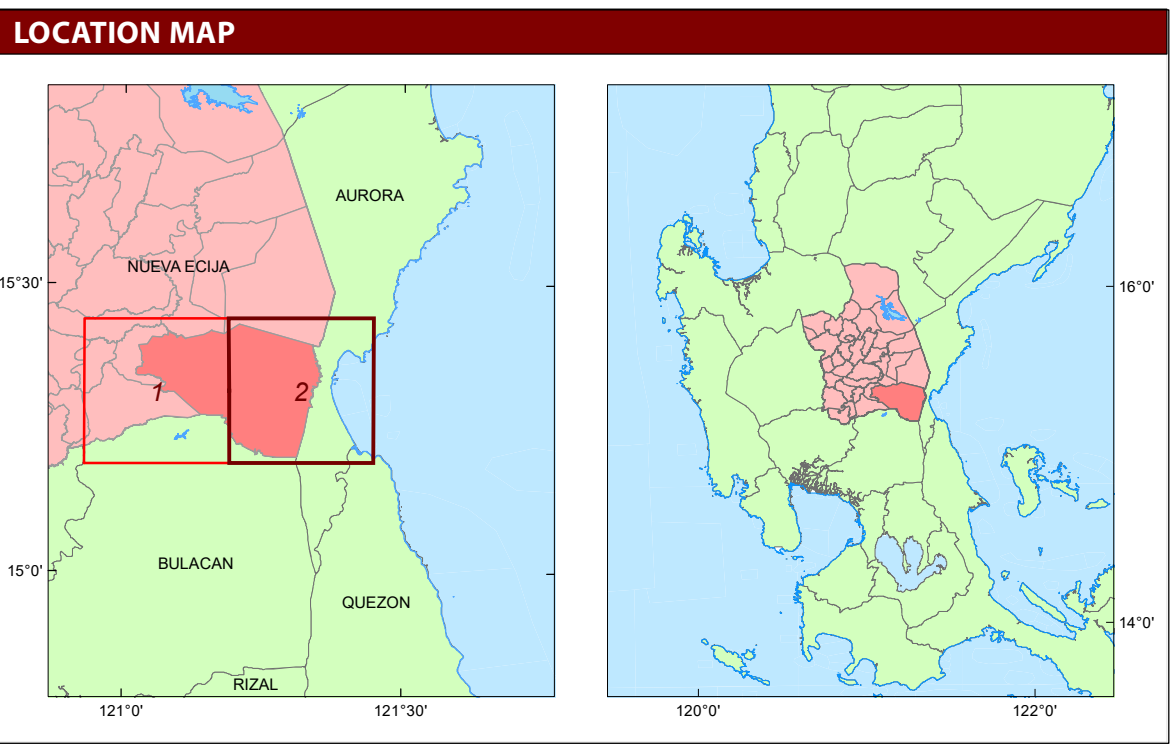 LOCATION MAP
AURORA
NUEVA ECIJA
15°30'
1
2
BULACAN
15°0'
QUEZON
RIZAL
121°0'
121°30'
16°0'
14°0'
120°0'
122°0'